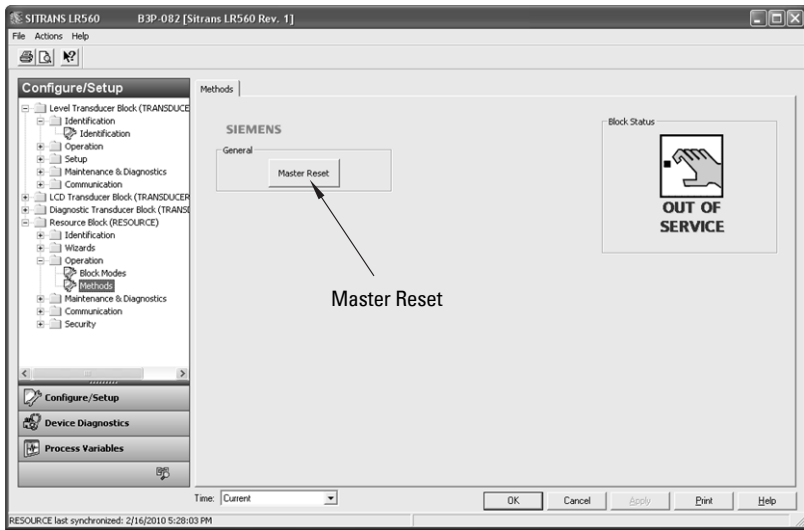 SITRANS LR560 B3P-082 [Sitrans LR560 Rev. 1]
File Actions Help
Configure/Setup
Level Transducer Block (TRANSDUCE
Identification
Identification
Operation
Setup
Maintenance & Diagnostics
Communication
LCD Transducer Block (TRANSDUCER
Diagnostic Transducer Block (TRANS
Resource Block (RESOURCE)
Identification
Wizards
Operation
Block Modes
Methods
Maintenance & Diagnostics
Communication
Security
Configure/Setup
Device Diagnostics
Process Variables
Methods
SIEMENS
General
Master Reset
Master Reset
Block Status
OUT OF
SERVICE
Time: Current
OK Cancel Apply Print Help
RESOURCE last synchronized: 2/16/2010 5:28:03 PM